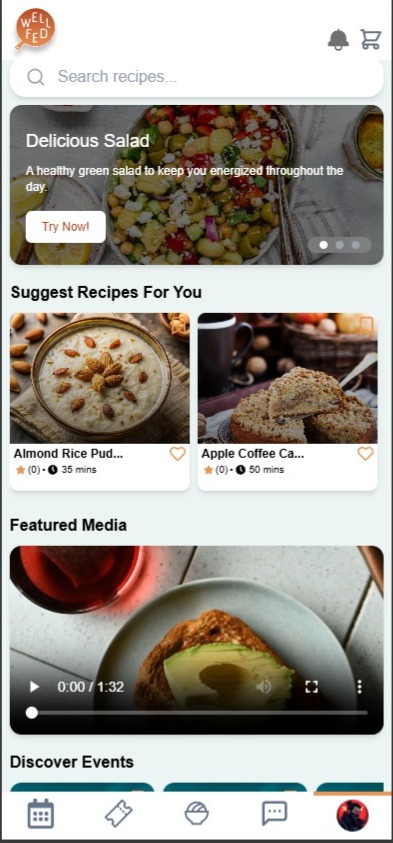 WELL
FED
Search recipes...
Delicious Salad
A healthy green salad to keep you energized throughout the
day.
Try Now!
Suggest Recipes For You
Almond Rice Pud...
(0) • 35 mins
Apple Coffee Ca...
(0) • 50 mins
Featured Media
0:00 / 1:32
Discover Events